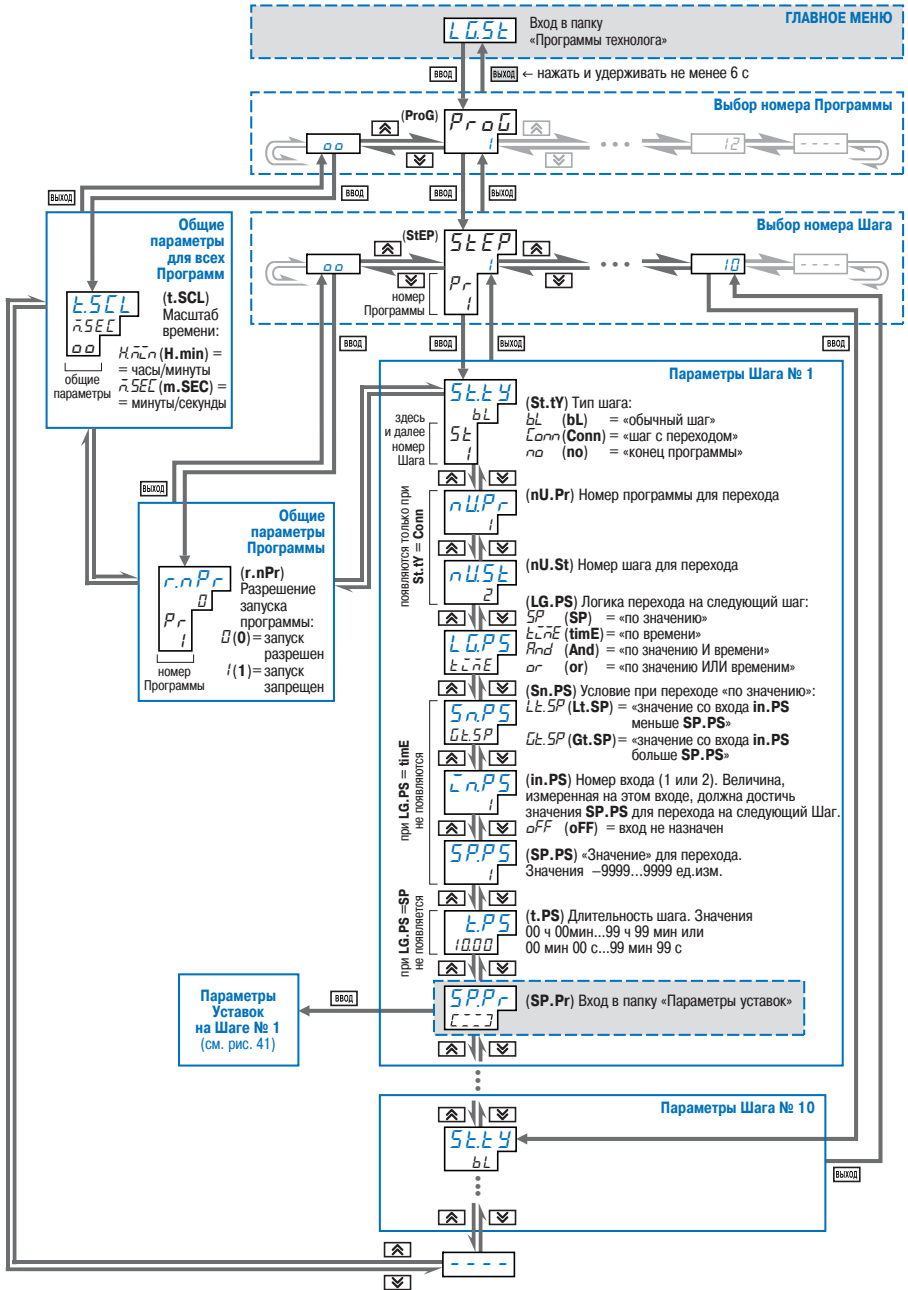 ГЛАВНОЕ МЕНЮ
LG.St
Вход в папку
«Программы технолога»
ввод
выход
← нажать и удерживать не менее 6 с
Выбор номера Программы
(ProG)
ProG
1
oo
12
- - - -
выход
ввод
ввод
выход
Выбор номера Шага
(StEP)
StEP
1
Pr
1
номер
Программы
oo
10
- - - -
Общие
параметры
для всех
Программ
t.SCL
m.SEC
oo
общие
параметры
(t.SCL)
Масштаб
времени:
H.min (H.min) =
= часы/минуты
m.SEC (m.SEC) =
= минуты/секунды
ввод
ввод
выход
ввод
Параметры Шага № 1
St.tY
bL
St
1
здесь
и далее
номер
Шага
(St.tY) Тип шага:
bL (bL) = «обычный шаг»
Conn (Conn) = «шаг с переходом»
no (no) = «конец программы»
появляются только при
St.tY = Conn
nU.Pr
1
(nU.Pr) Номер программы для перехода
nU.St
2
(nU.St) Номер шага для перехода
выход
Общие
параметры
Программы
r.nPr
0
Pr
1
номер
Программы
(r.nPr)
Разрешение
запуска
программы:
0 (0) = запуск
разрешен
1 (1) = запуск
запрещен
LG.PS
timE
(LG.PS) Логика перехода на следующий шаг:
SP (SP) = «по значению»
timE (timE) = «по времени»
And (And) = «по значению И времени»
or (or) = «по значению ИЛИ временим»
при LG.PS = timE
не появляются
Sn.PS
Gt.SP
(Sn.PS) Условие при переходе «по значению»:
Lt.SP (Lt.SP) = «значение со входа in.PS
меньше SP.PS»
Gt.SP (Gt.SP) = «значение со входа in.PS
больше SP.PS»
in.PS
1
(in.PS) Номер входа (1 или 2). Величина,
измеренная на этом входе, должна достичь
значения SP.PS для перехода на следующий Шаг.
oFF (oFF) = вход не назначен
SP.PS
1
(SP.PS) «Значение» для перехода.
Значения –9999...9999 ед.изм.
при LG.PS =SP
не появляется
t.PS
10.00
(t.PS) Длительность шага. Значения
00 ч 00мин...99 ч 99 мин или
00 мин 00 с...99 мин 99 с
Параметры
Уставок
на Шаге № 1
(см. рис. 41)
ввод
SP.Pr
[- - -]
(SP.Pr) Вход в папку «Параметры уставок»
Параметры Шага № 10
St.tY
bL
выход
- - - -